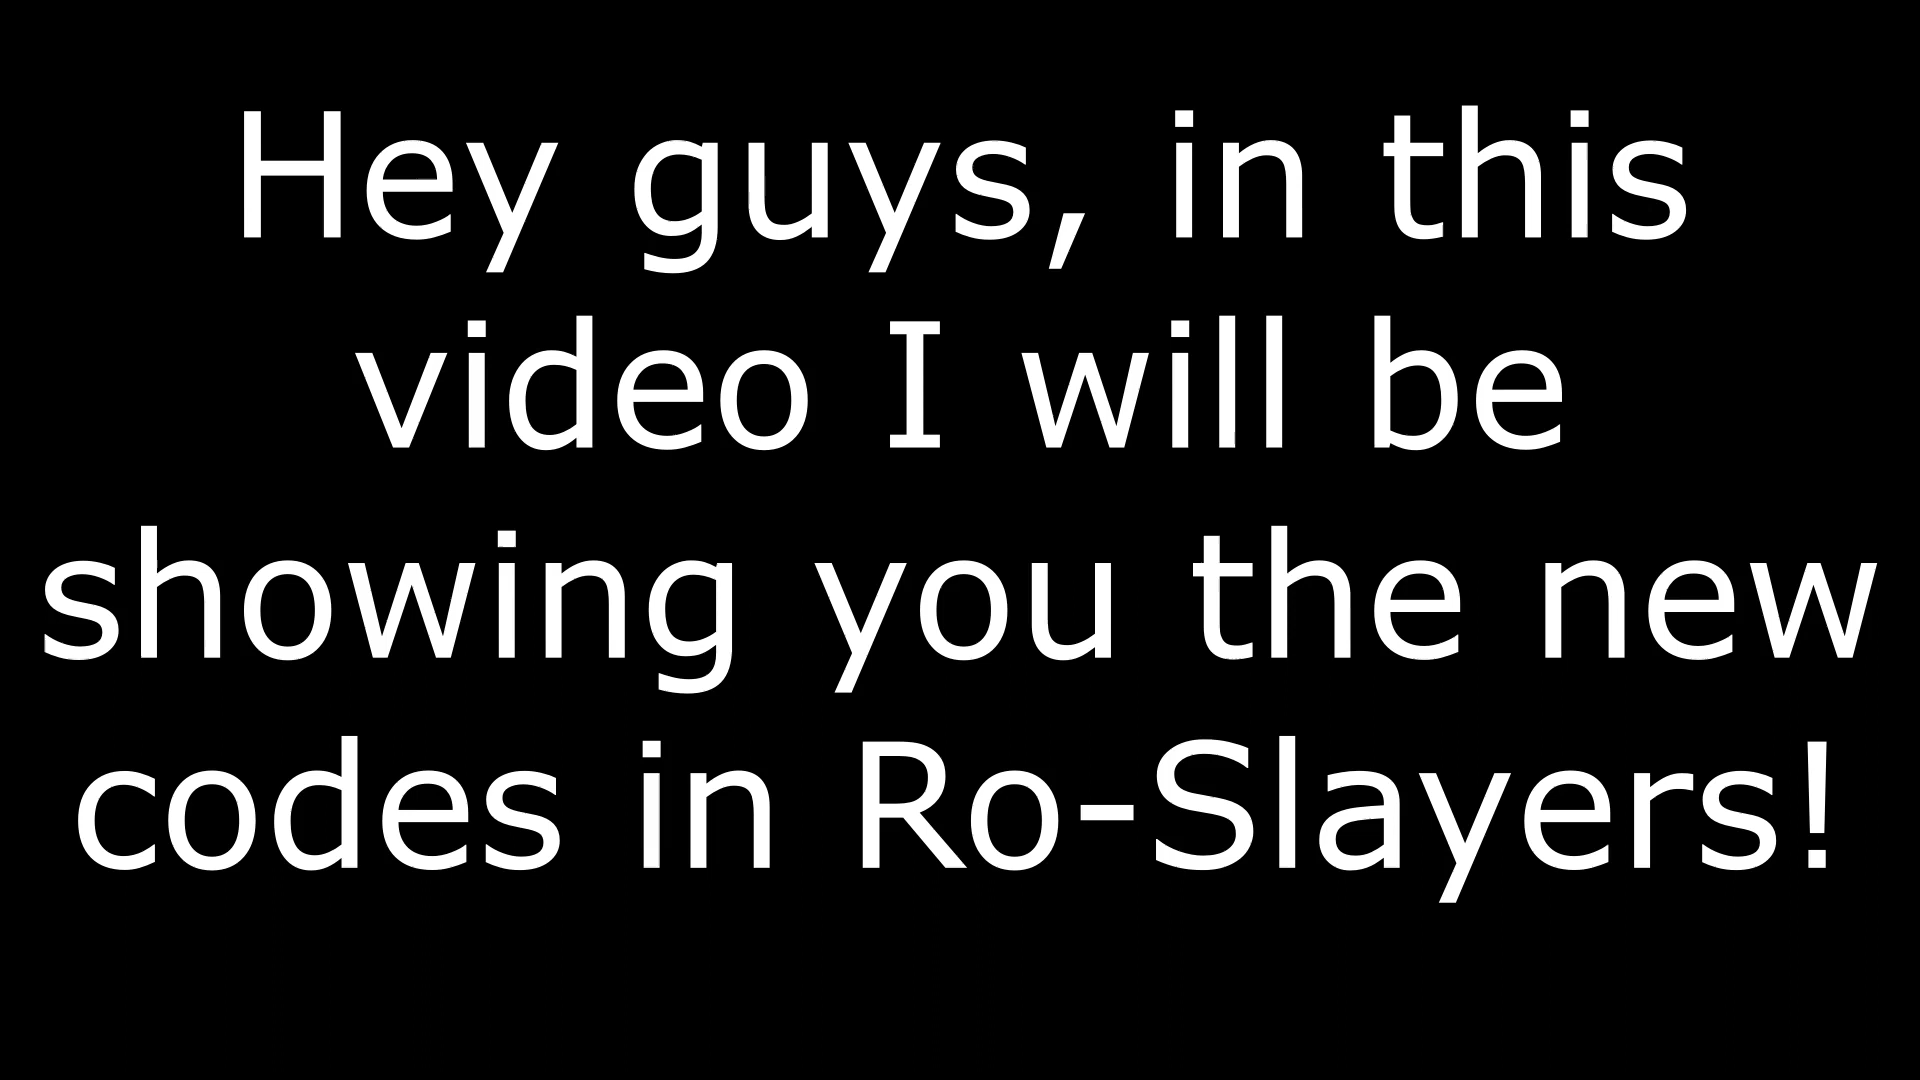 Hey guys, in this
video I will be
showing you the new
codes in Ro-Slayers!